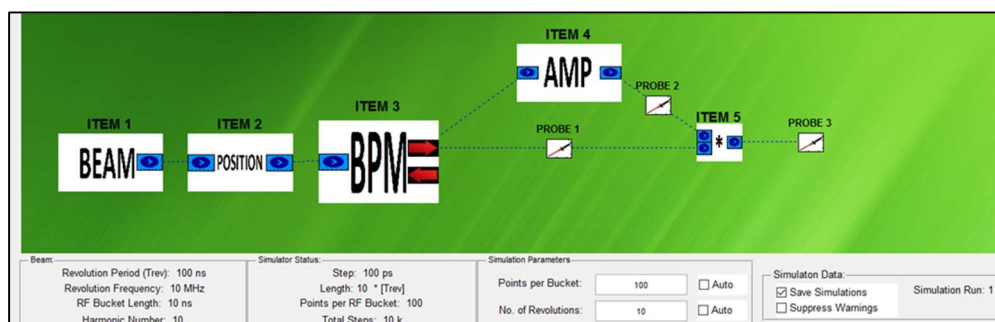 ITEM 4
AMP
PROBE 2
ITEM 3
ITEM 5
ITEM 1
ITEM 2
PROBE 1
PROBE 3
BEAM
POSITION
BPM
*
Beam:
Revolution Period (Trev): 100 ns
Revolution Frequency: 10 MHz
RF Bucket Length: 10 ns
Harmonic Number: 10
Simulator Status:
Step: 100 ps
Length: 10 * [Trev]
Points per RF Bucket: 100
Total Steps: 10 k
Simulation Parameters
Points per Bucket: 100 Auto
No. of Revolutions: 10 Auto
Simulaton Data:
Save Simulations
Suppress Warnings
Simulation Run: 1